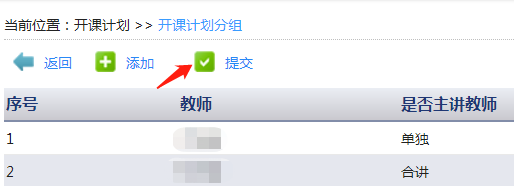 当前位置：开课计划 >> 开课计划分组
返回 添加 提交
序号 教师 是否主讲教师
1 单独
2 合讲